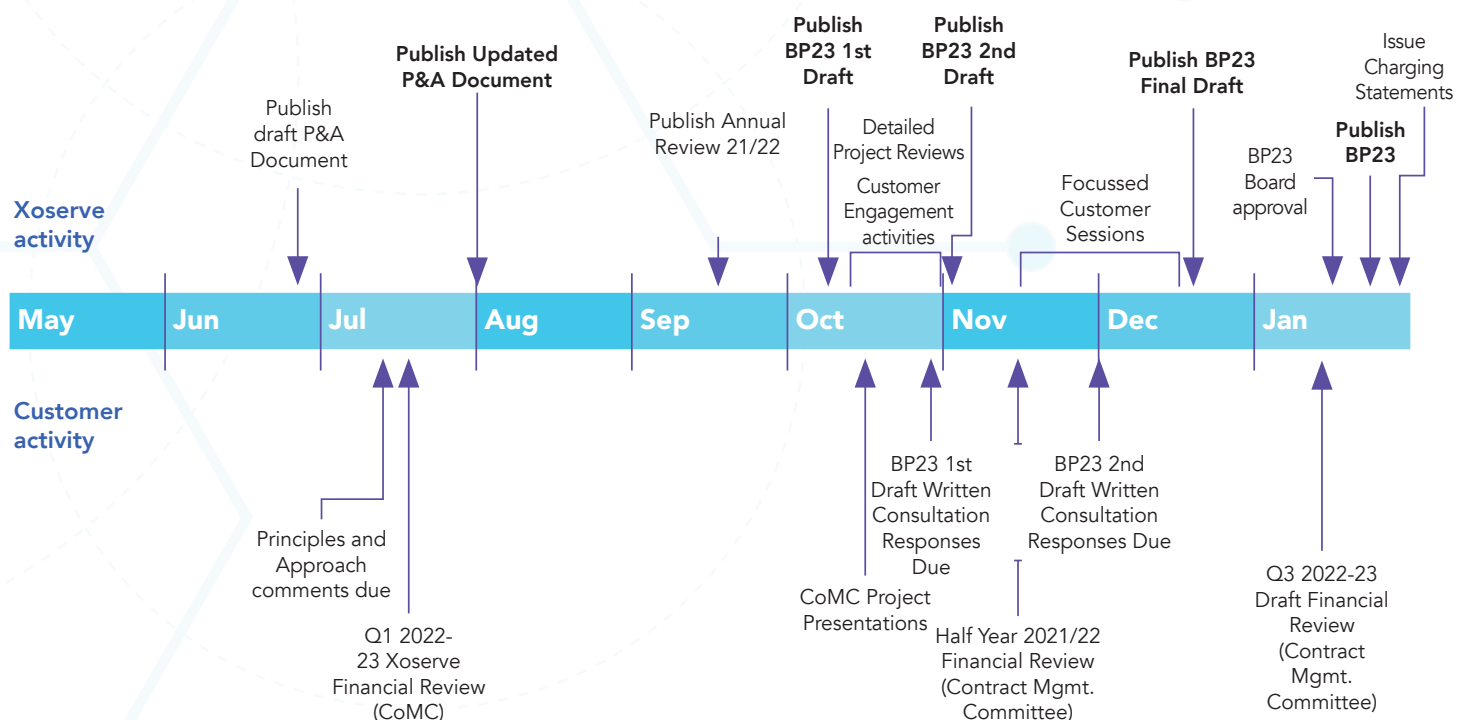 Publish
draft P&A
Document
Publish Updated
P&A Document
Publish Annual
Review 21/22
Publish
BP23 1st
Draft
Detailed
Project Reviews
Customer
Engagement
activities
Publish
BP23 2nd
Draft
Focussed
Customer
Sessions
Publish BP23
Final Draft
BP23
Board
approval
Publish
BP23
Issue
Charging
Statements
Xoserve
activity
May
Jun
Jul
Aug
Sep
Oct
Nov
Dec
Jan
Customer
activity
Principles and
Approach
comments due
Q1 2022-
23 Xoserve
Financial Review
(CoMC)
CoMC Project
Presentations
BP23 1st
Draft Written
Consultation
Responses
Due
Half Year 2021/22
Financial Review
(Contract Mgmt.
Committee)
BP23 2nd
Draft Written
Consultation
Responses Due
Q3 2022-23
Draft Financial
Review
(Contract
Mgmt.
Committee)